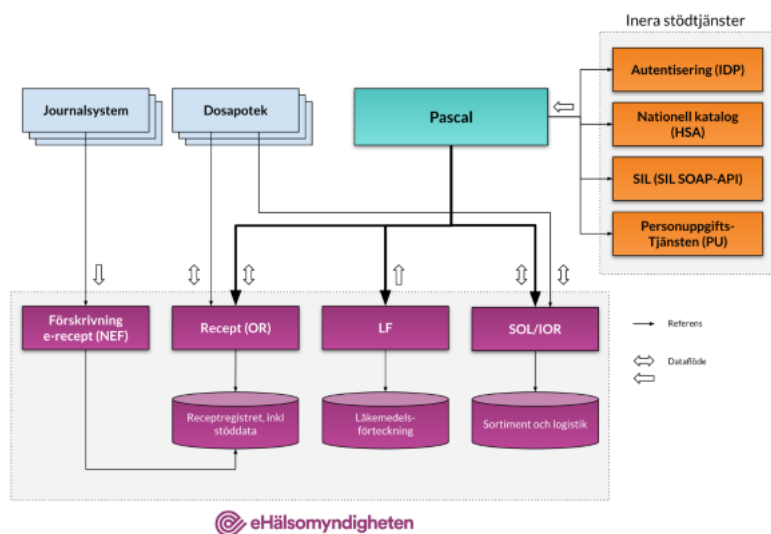 Inera stödtjänster
Autentisering (IDP)
Journalsystem
Dosapotek
Pascal
Nationell katalog
(HSA)
SIL (SIL SOAP-API)
Personuppgifts-
Tjänsten (PU)
Förskrivning
e-recept (NEF)
Recept (OR)
LF
SOL/IOR
Referens
Dataflöde
Receptregistret, inkl
stöddata
Läkemedels-
förteckning
Sortiment och logistik
eHälsomyndigheten